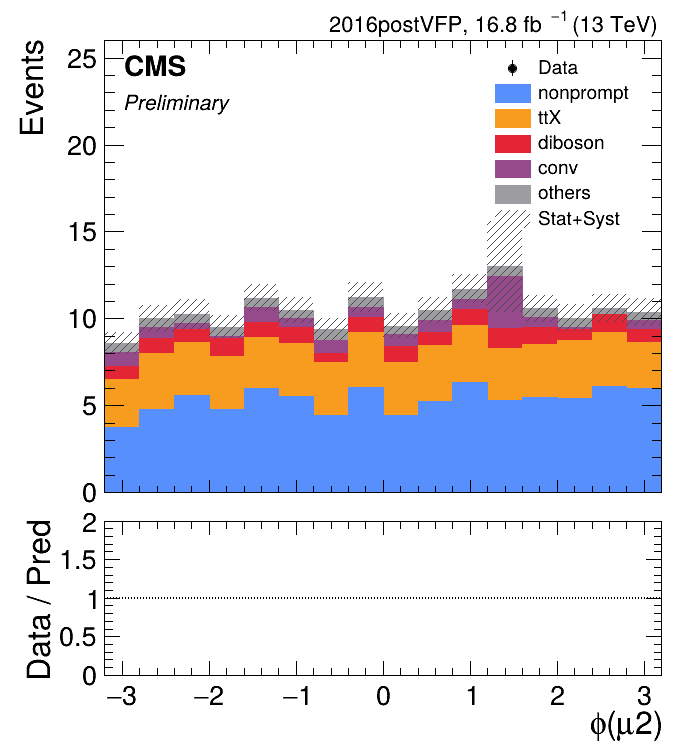 2016postVFP, 16.8 fb⁻¹ (13 TeV)
Events
CMS
Preliminary
Data
nonprompt
ttX
diboson
conv
others
Stat+Syst
25
20
15
10
5
0
Data / Pred
2
1.5
1
0.5
0
−3 −2 −1 0 1 2 3
ϕ(μ2)